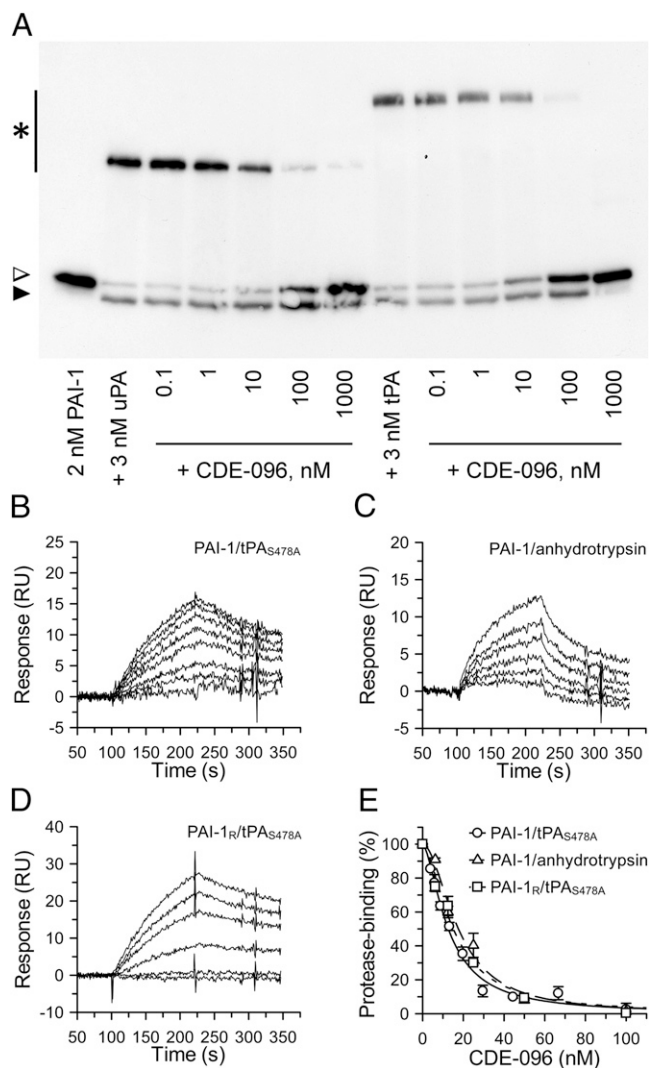 A
*
2 nM PAI-1
+ 3 nM uPA
0.1
1
10
100
1000
+ CDE-096, nM
+ 3 nM tPA
0.1
1
10
100
1000
+ CDE-096, nM
B
PAI-1/tPAS478A
Response (RU)
25
20
15
10
5
0
-5
50 100 150 200 250 300 350
Time (s)
C
PAI-1/anhydrotrypsin
Response (RU)
20
15
10
5
0
-5
50 100 150 200 250 300 350
Time (s)
D
PAI-1R/tPAS478A
Response (RU)
40
30
20
10
0
-10
50 100 150 200 250 300 350
Time (s)
E
PAI-1/tPAS478A
PAI-1/anhydrotrypsin
PAI-1R/tPAS478A
Protease-binding (%)
100
80
60
40
20
0
0 20 40 60 80 100
CDE-096 (nM)